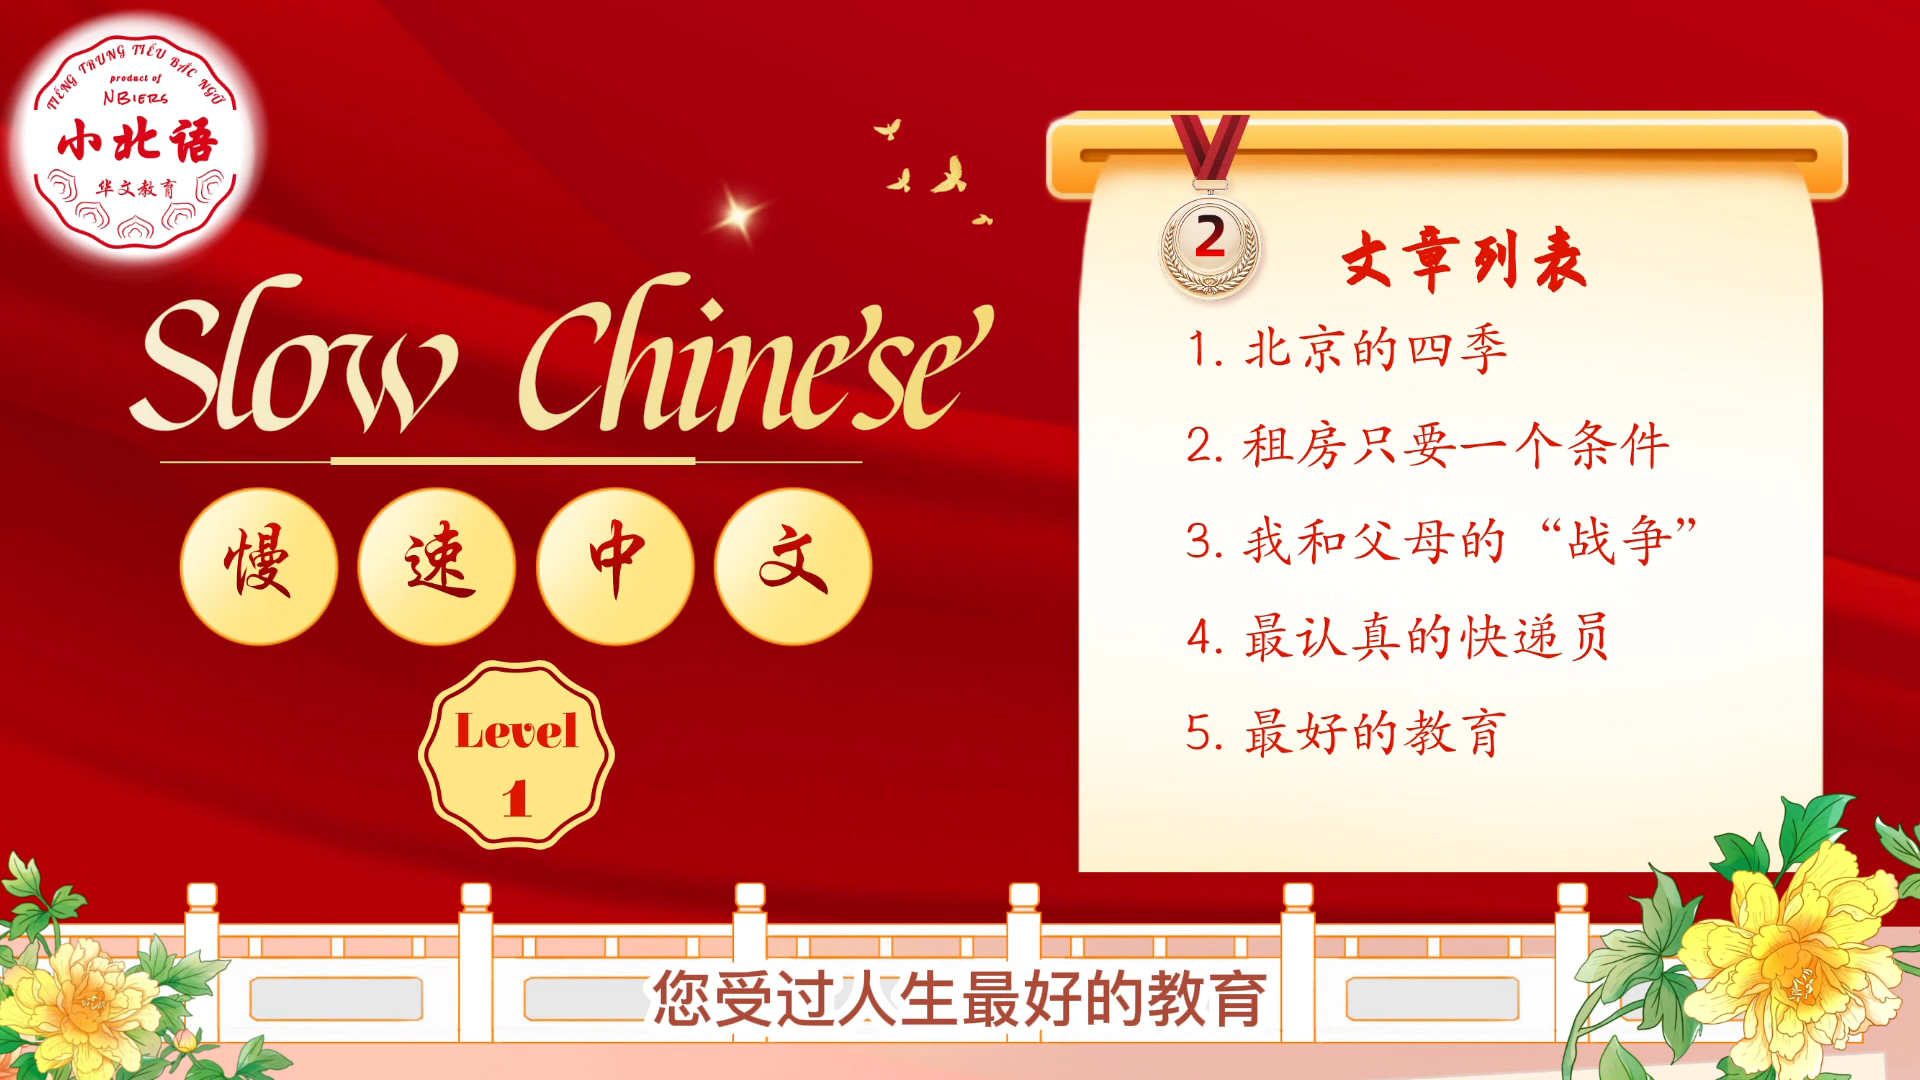 TIẾNG TRUNG TIỂU BẮC NGỮ
product of
NBIERS
小北语
华文教育
Slow Chinese
慢速中文
Level
1
2
文章列表
1. 北京的四季
2. 租房只要一个条件
3. 我和父母的“战争”
4. 最认真的快递员
5. 最好的教育
您受过人生最好的教育